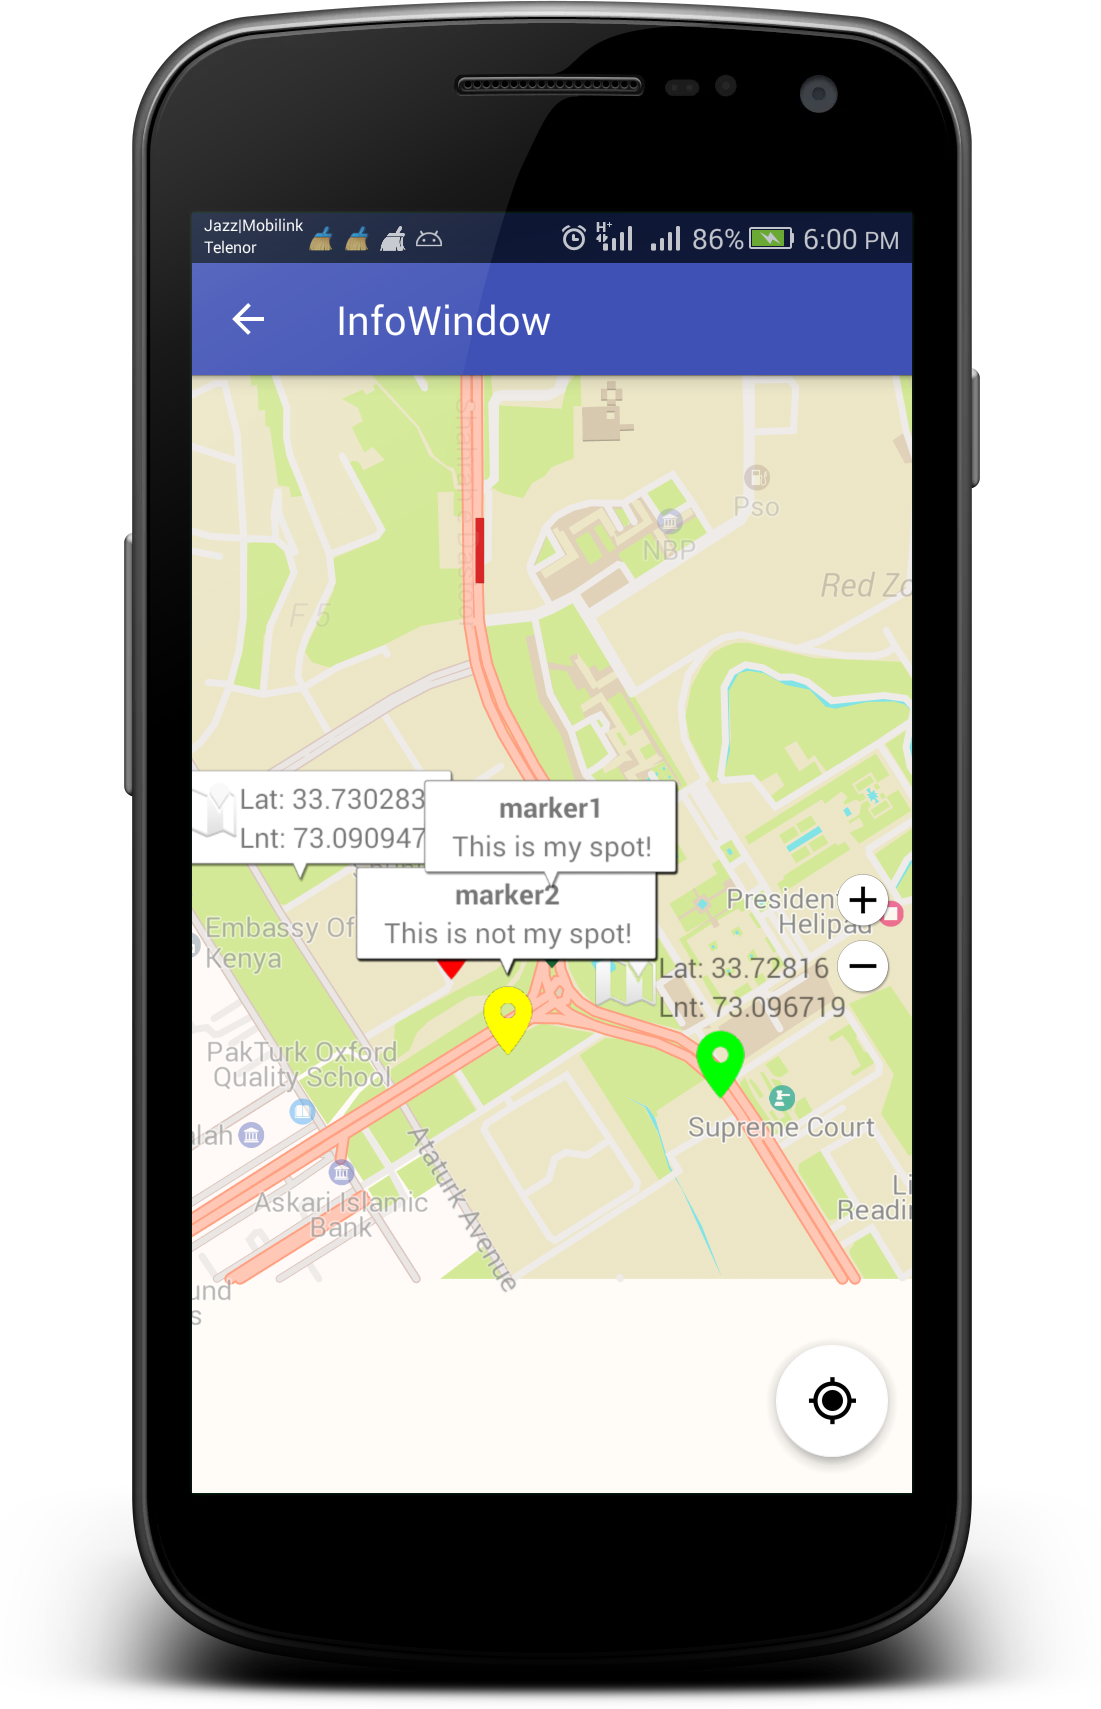 Jazz|Mobilink
Telenor
H+
86%
6:00 PM
InfoWindow
Pso
NBP
F 5
Red Zo
Lat: 33.730283
Lnt: 73.090947
marker1
This is my spot!
marker2
This is not my spot!
Embassy Of
Kenya
President
Helipad
Lat: 33.72816
Lnt: 73.096719
PakTurk Oxford
Quality School
Supreme Court
Askari Islamic
Bank
Ataturk Avenue
Li
Readi
und
s